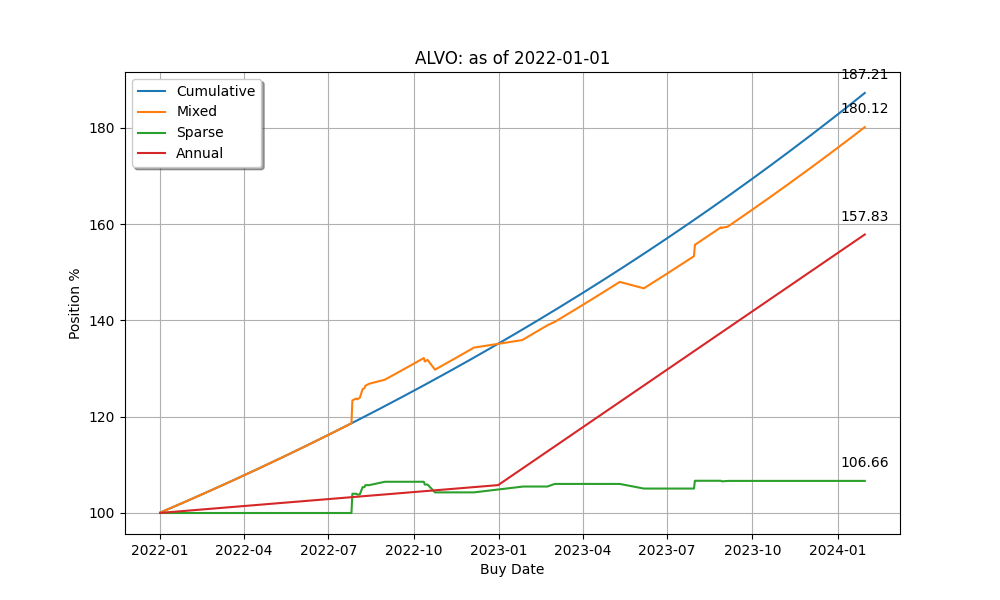 ALVO: as of 2022-01-01
187.21
Cumulative
Mixed
Sparse
Annual
180.12
180
160
157.83
140
120
106.66
100
Position %
2022-01
2022-04
2022-07
2022-10
2023-01
2023-04
2023-07
2023-10
2024-01
Buy Date